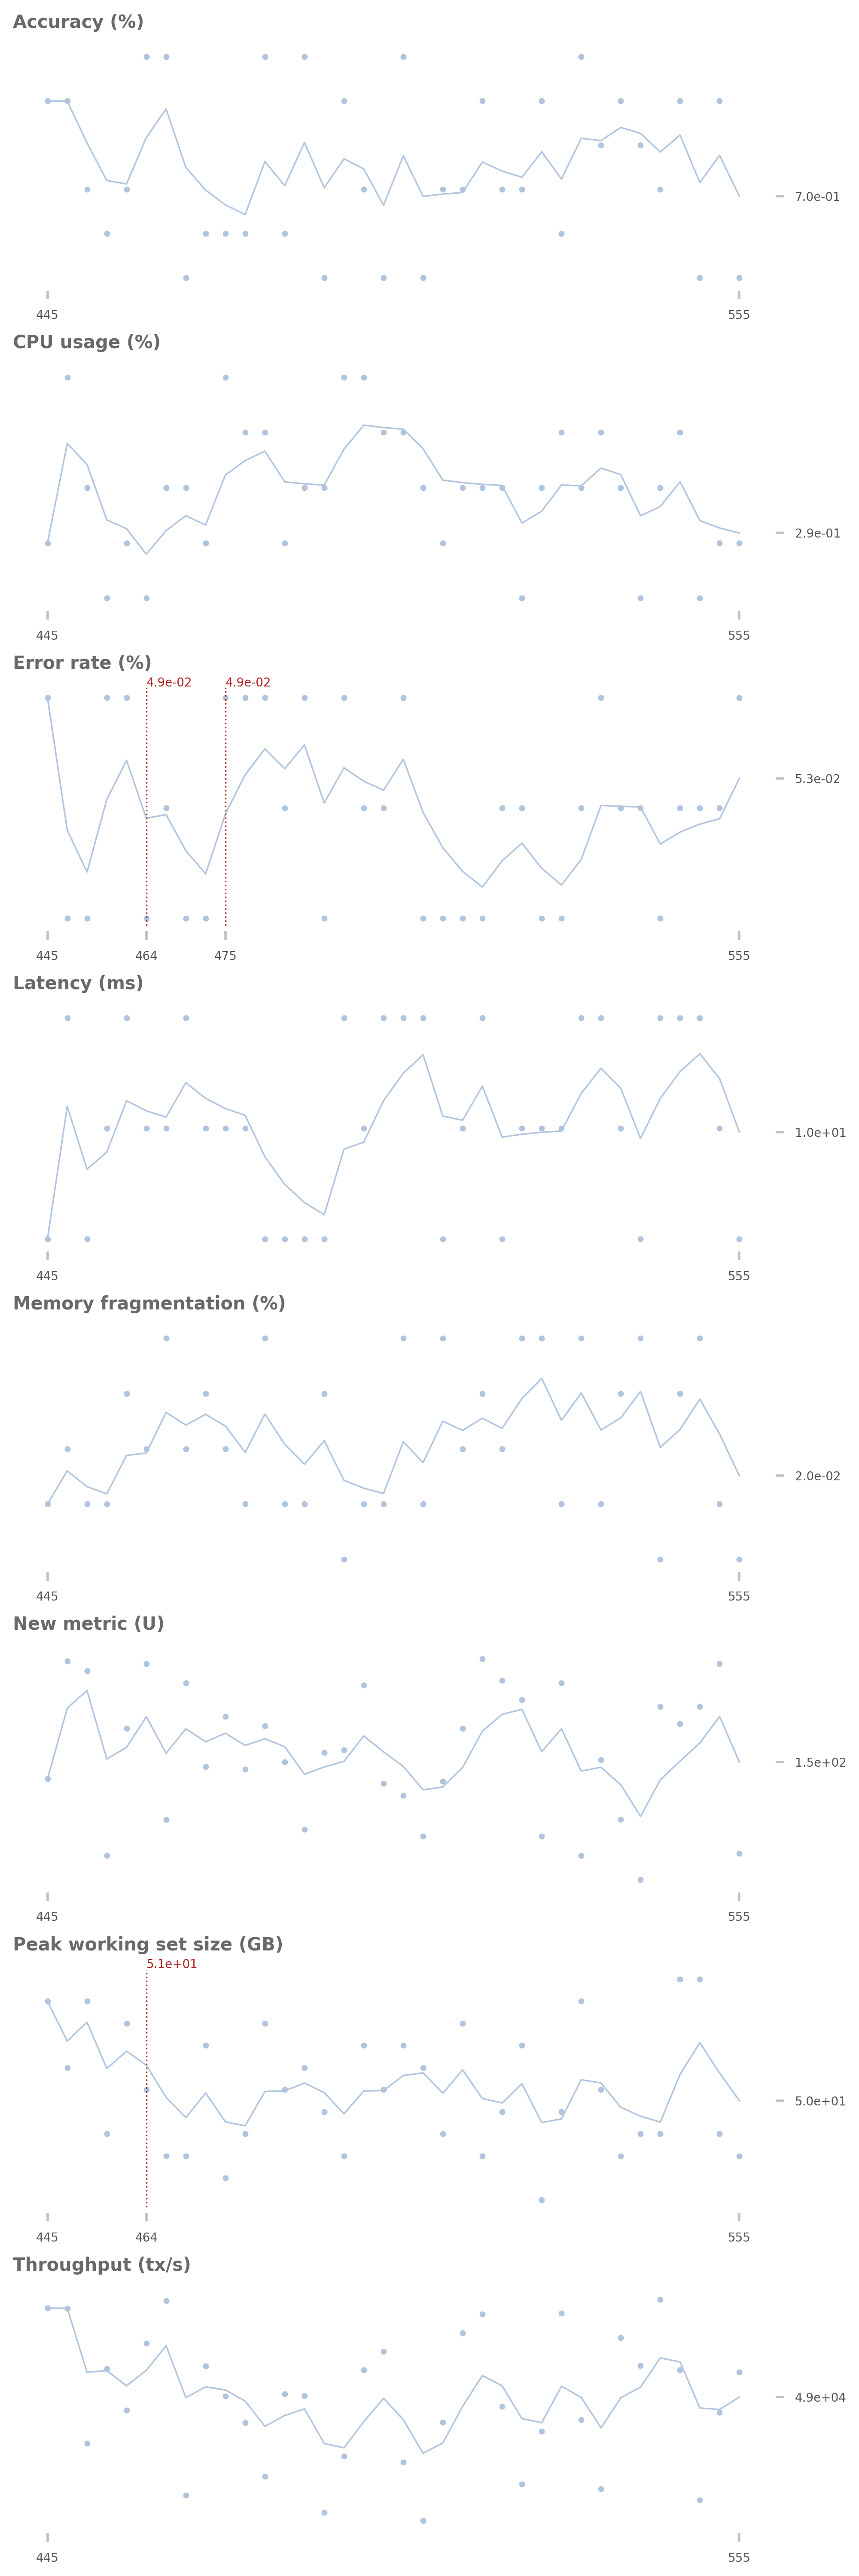 Accuracy (%)
7.0e-01
445 555
CPU usage (%)
2.9e-01
445 555
Error rate (%)
4.9e-02 4.9e-02
5.3e-02
445 464 475 555
Latency (ms)
1.0e+01
445 555
Memory fragmentation (%)
2.0e-02
445 555
New metric (U)
1.5e+02
445 555
Peak working set size (GB)
5.1e+01
5.0e+01
445 464 555
Throughput (tx/s)
4.9e+04
445 555